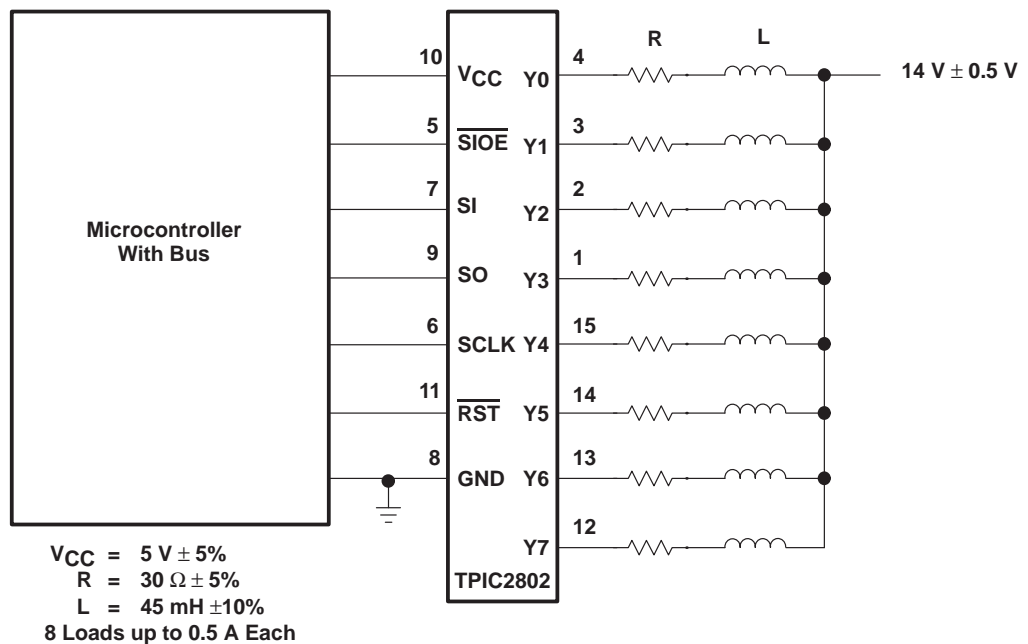 R L
10 VCC Y0 4 14 V ± 0.5 V
5 SIOE Y1 3
7 SI Y2 2
Microcontroller
With Bus
9 SO Y3 1
6 SCLK Y4 15
11 RST Y5 14
8 GND Y6 13
Y7 12
TPIC2802
VCC = 5 V ± 5%
R = 30 Ω ± 5%
L = 45 mH ±10%
8 Loads up to 0.5 A Each